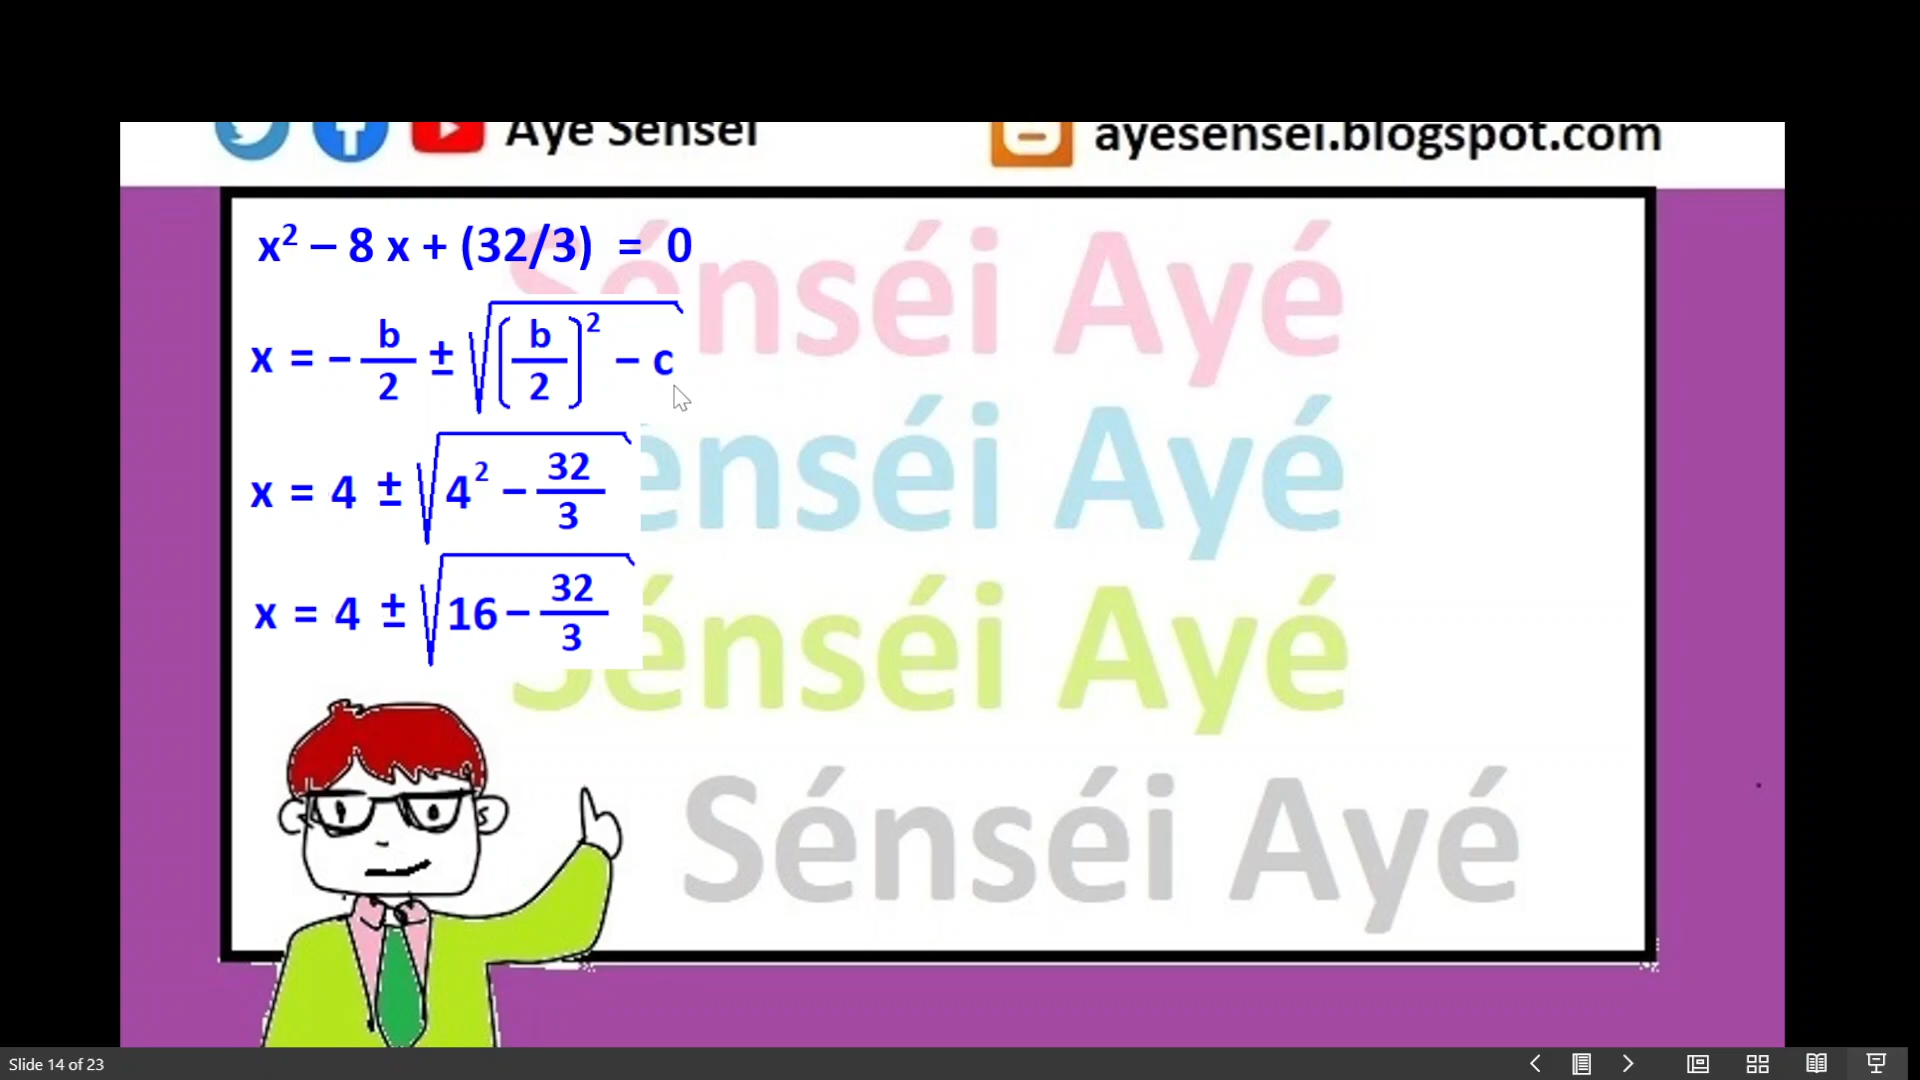 Aye Sensei
ayesensei.blogspot.com
x² – 8 x + (32/3) = 0
x = – b/2 ± √[(b/2)² – c]
x = 4 ± √(4² – 32/3)
x = 4 ± √(16 – 32/3)
Sénséi Ayé
Sénséi Ayé
Sénséi Ayé
Sénséi Ayé
Slide 14 of 23